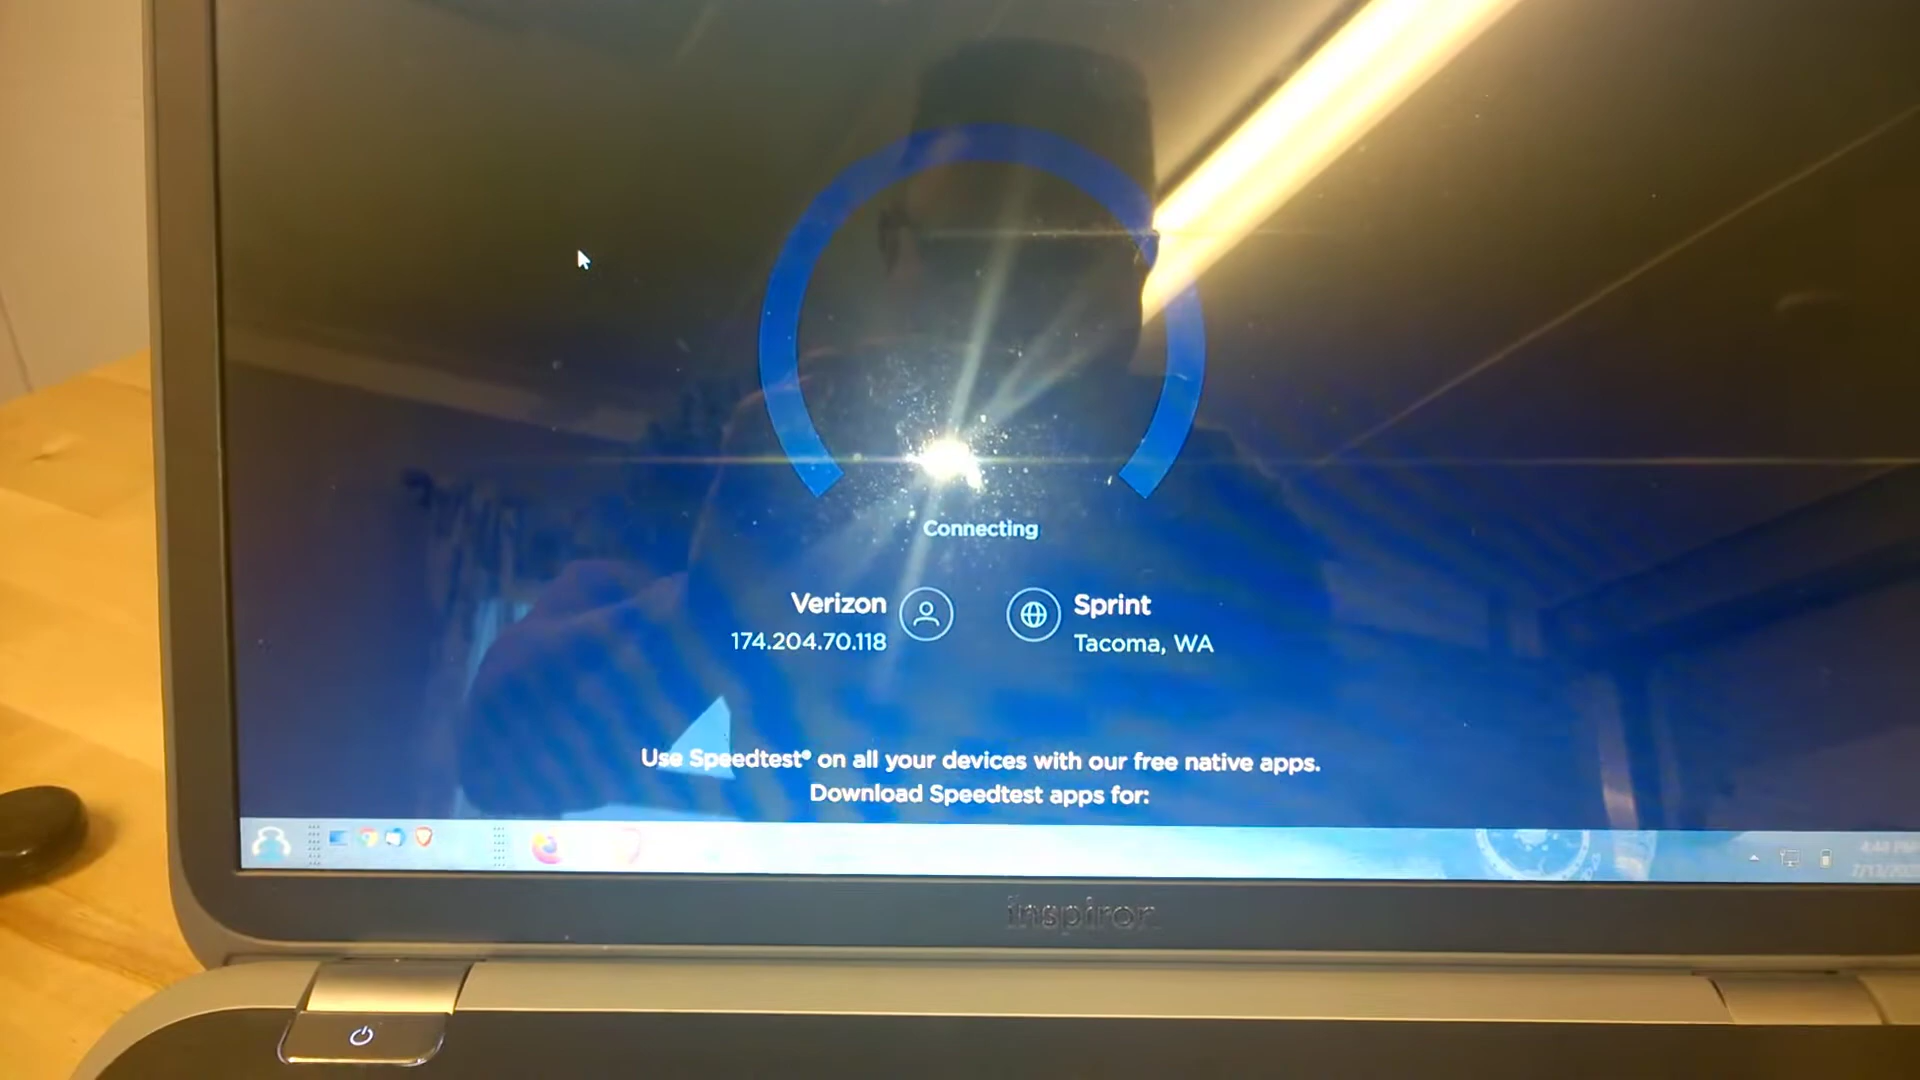 Connecting
Verizon
174.204.70.118
Sprint
Tacoma, WA
Use Speedtest® on all your devices with our free native apps.
Download Speedtest apps for:
inspiron